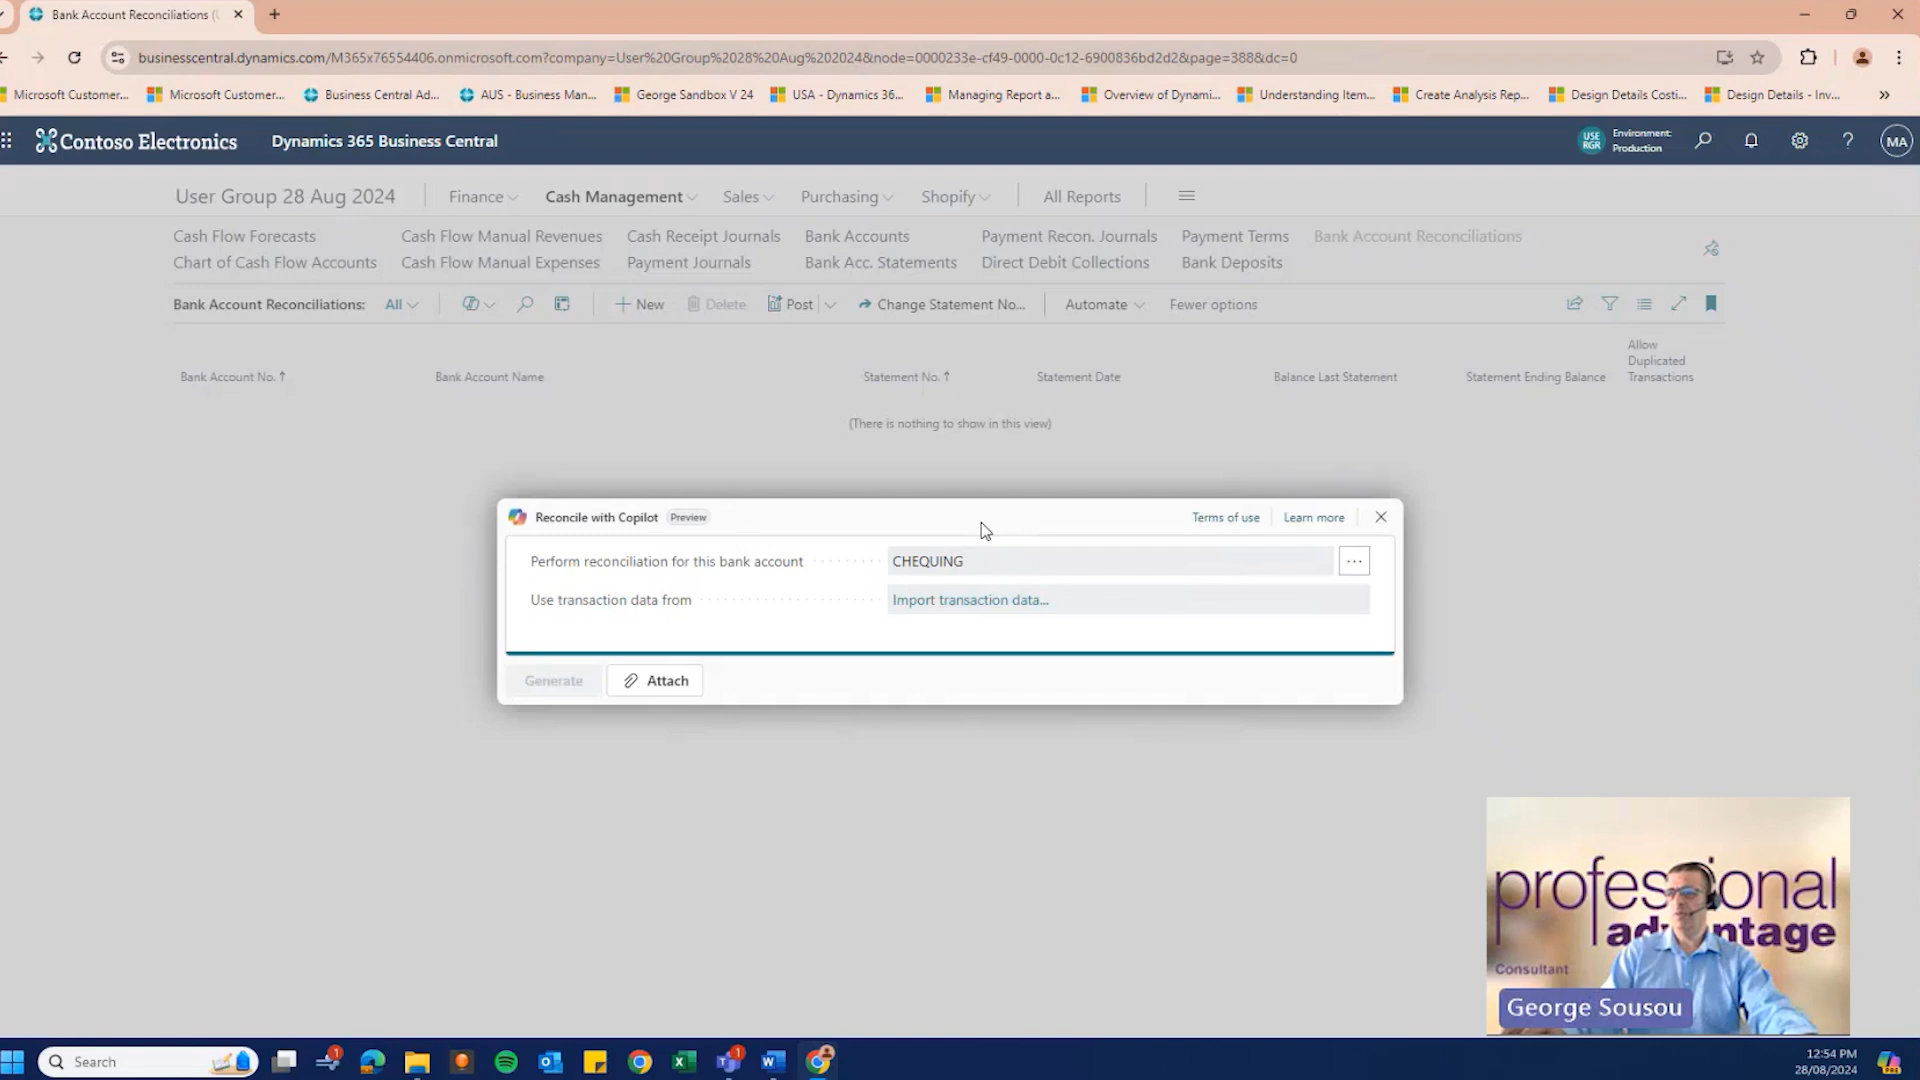 Bank Account Reconciliations (
businesscentral.dynamics.com/M365x76554406.onmicrosoft.com?company=User%20Group%2028%20Aug%202024&node=0000233e-cf49-0000-0c12-6900836bd2d2&page=388&dc=0
Microsoft Customer... Microsoft Customer... Business Central Ad... AUS - Business Man... George Sandbox V 24 USA - Dynamics 36... Managing Report a... Overview of Dynami... Understanding Item... Create Analysis Rep... Design Details Costi... Design Details - Inv...
Contoso Electronics Dynamics 365 Business Central USE RGR Environment: Production MA
User Group 28 Aug 2024 Finance Cash Management Sales Purchasing Shopify All Reports
Cash Flow Forecasts Cash Flow Manual Revenues Cash Receipt Journals Bank Accounts Payment Recon. Journals Payment Terms Bank Account Reconciliations
Chart of Cash Flow Accounts Cash Flow Manual Expenses Payment Journals Bank Acc. Statements Direct Debit Collections Bank Deposits
Bank Account Reconciliations: All New Delete Post Change Statement No... Automate Fewer options
Bank Account No. ↑ Bank Account Name Statement No. ↑ Statement Date Balance Last Statement Statement Ending Balance Allow Duplicated Transactions
(There is nothing to show in this view)
Reconcile with Copilot Preview Terms of use Learn more
Perform reconciliation for this bank account CHEQUING ...
Use transaction data from Import transaction data...
Generate Attach
professional
advantage
Consultant
George Sousou
Search 1 1 12:54 PM
28/08/2024 PRE